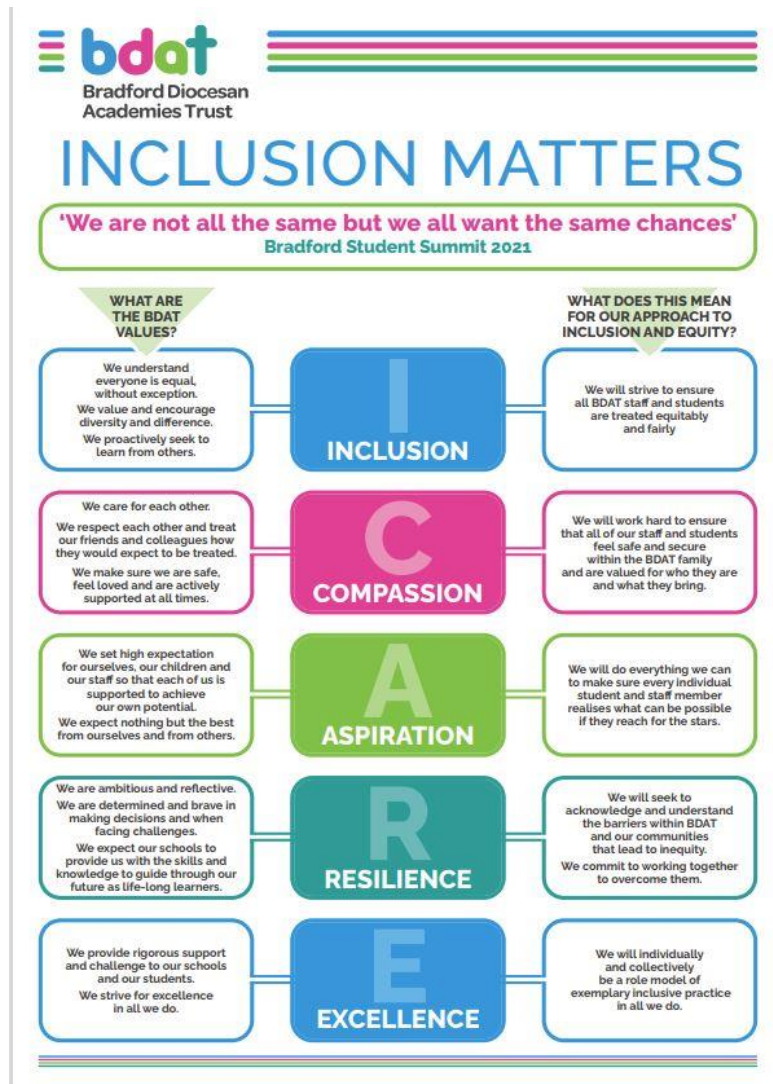 bdat
Bradford Diocesan
Academies Trust
INCLUSION MATTERS
'We are not all the same but we all want the same chances'
Bradford Student Summit 2021
WHAT ARE
THE BDAT
VALUES?
WHAT DOES THIS MEAN
FOR OUR APPROACH TO
INCLUSION AND EQUITY?
We understand
everyone is equal,
without exception.
We value and encourage
diversity and difference.
We proactively seek to
learn from others.
I
INCLUSION
We will strive to ensure
all BDAT staff and students
are treated equitably
and fairly
We care for each other.
We respect each other and treat
our friends and colleagues how
they would expect to be treated.
We make sure we are safe,
feel loved and are actively
supported at all times.
C
COMPASSION
We will work hard to ensure
that all of our staff and students
feel safe and secure
within the BDAT family
and are valued for who they are
and what they bring.
We set high expectation
for ourselves, our children and
our staff so that each of us is
supported to achieve
our own potential.
We expect nothing but the best
from ourselves and from others.
A
ASPIRATION
We will do everything we can
to make sure every individual
student and staff member
realises what can be possible
if they reach for the stars.
We are ambitious and reflective.
We are determined and brave in
making decisions and when
facing challenges.
We expect our schools to
provide us with the skills and
knowledge to guide through our
future as life-long learners.
R
RESILIENCE
We will seek to
acknowledge and understand
the barriers within BDAT
and our communities
that lead to inequity.
We commit to working together
to overcome them.
We provide rigorous support
and challenge to our schools
and our students.
We strive for excellence
in all we do.
E
EXCELLENCE
We will individually
and collectively
be a role model of
exemplary inclusive practice
in all we do.